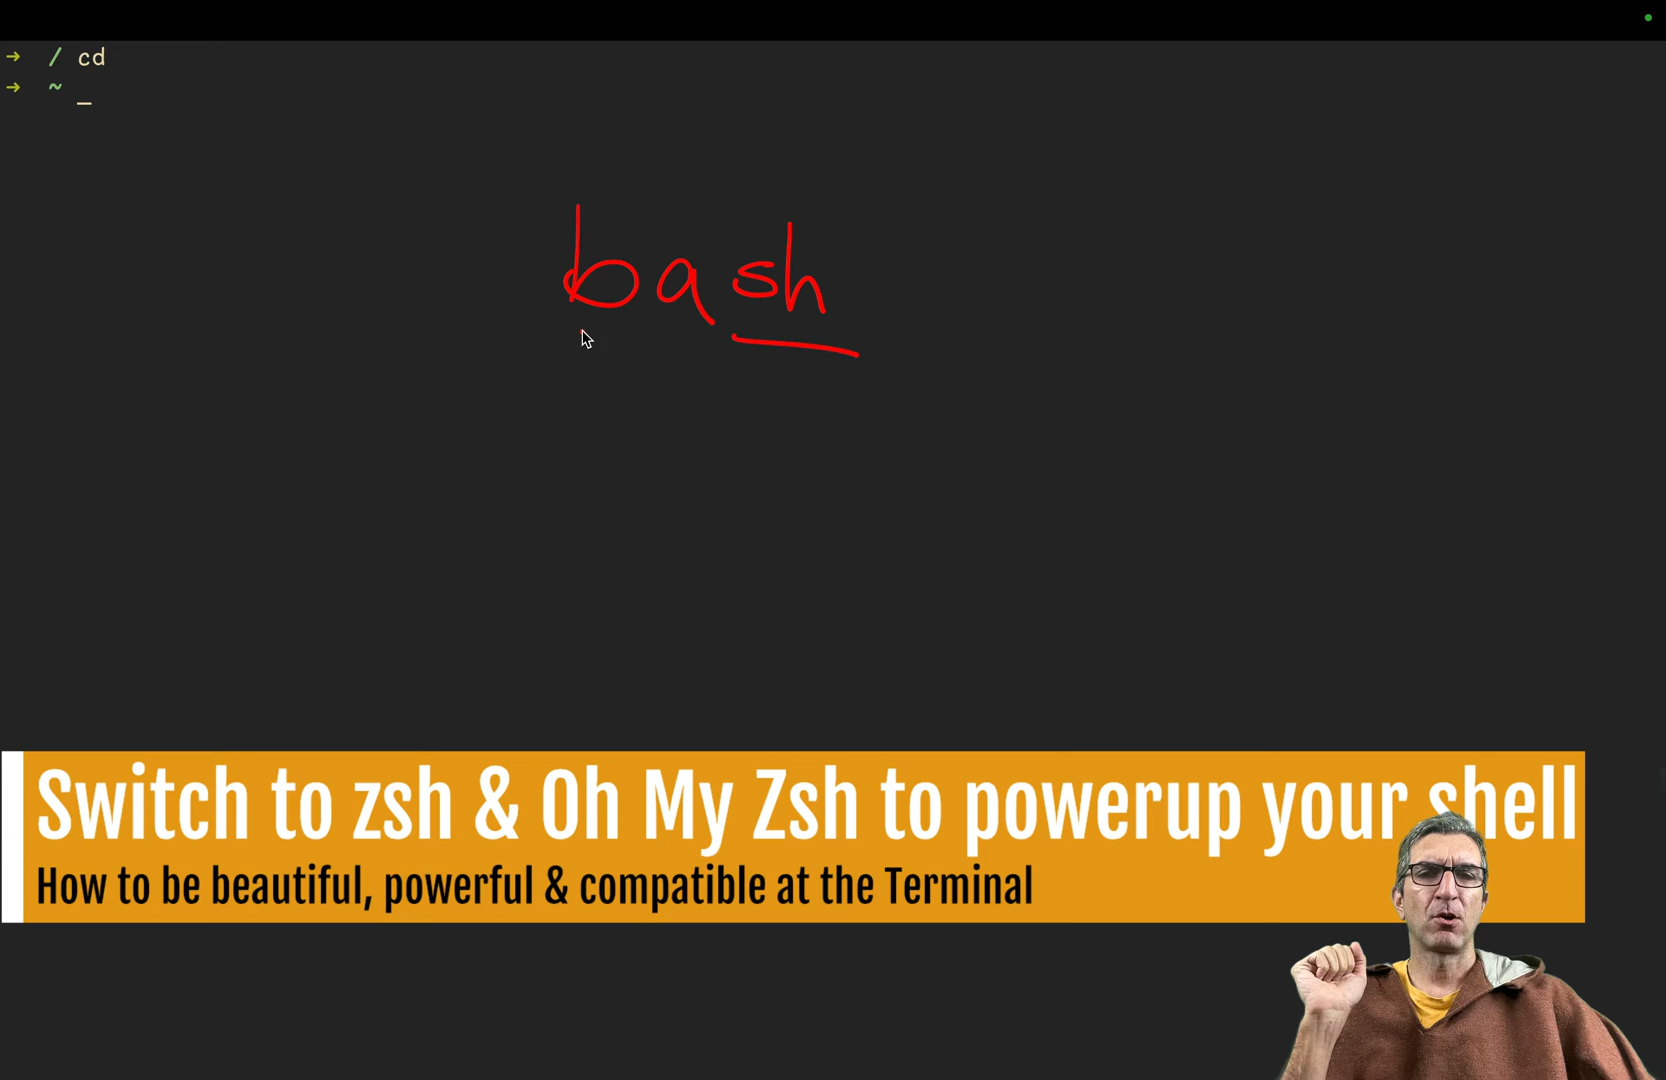 → / cd
→ ~ _
bash
Switch to zsh & Oh My Zsh to powerup your shell
How to be beautiful, powerful & compatible at the Terminal